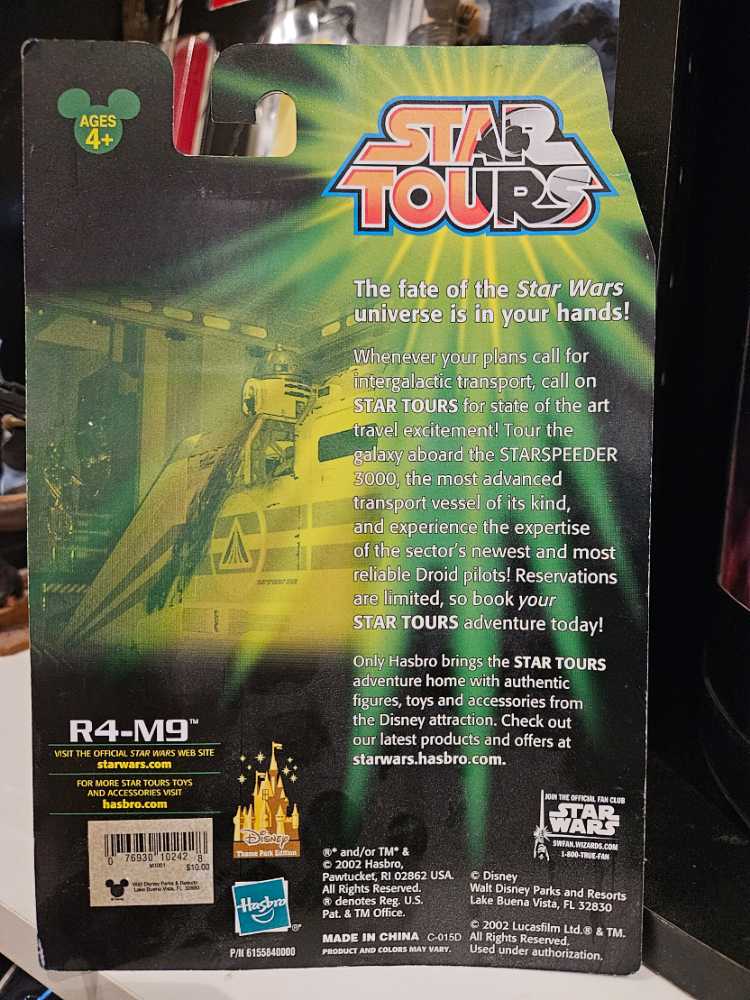 AGES
4+
STAR
TOURS
The fate of the Star Wars
universe is in your hands!
Whenever your plans call for
intergalactic transport, call on
STAR TOURS for state of the art
travel excitement! Tour the
galaxy aboard the STARSPEEDER
3000, the most advanced
transport vessel of its kind,
and experience the expertise
of the sector's newest and most
reliable Droid pilots! Reservations
are limited, so book your
STAR TOURS adventure today!
Only Hasbro brings the STAR TOURS
adventure home with authentic
figures, toys and accessories from
the Disney attraction. Check out
our latest products and offers at
starwars.hasbro.com.
R4-M9™
VISIT THE OFFICIAL STAR WARS WEB SITE
starwars.com
FOR MORE STAR TOURS TOYS
AND ACCESSORIES VISIT
hasbro.com
0 76930 10242 8
$10.00
Walt Disney Parks & Resorts
Lake Buena Vista, FL 32830
Disney
Theme Park Edition
Hasbro®
P/N 6155840000
®* and/or TM* &
© 2002 Hasbro,
Pawtucket, RI 02862 USA.
All Rights Reserved.
® denotes Reg. U.S.
Pat. & TM Office.
MADE IN CHINA C-015D
PRODUCT AND COLORS MAY VARY.
JOIN THE OFFICIAL FAN CLUB
STAR
WARS
SWFAN.WIZARDS.COM
1-800-TRUE-FAN
© Disney
Walt Disney Parks and Resorts
Lake Buena Vista, FL 32830
© 2002 Lucasfilm Ltd.® & TM.
All Rights Reserved.
Used under authorization.